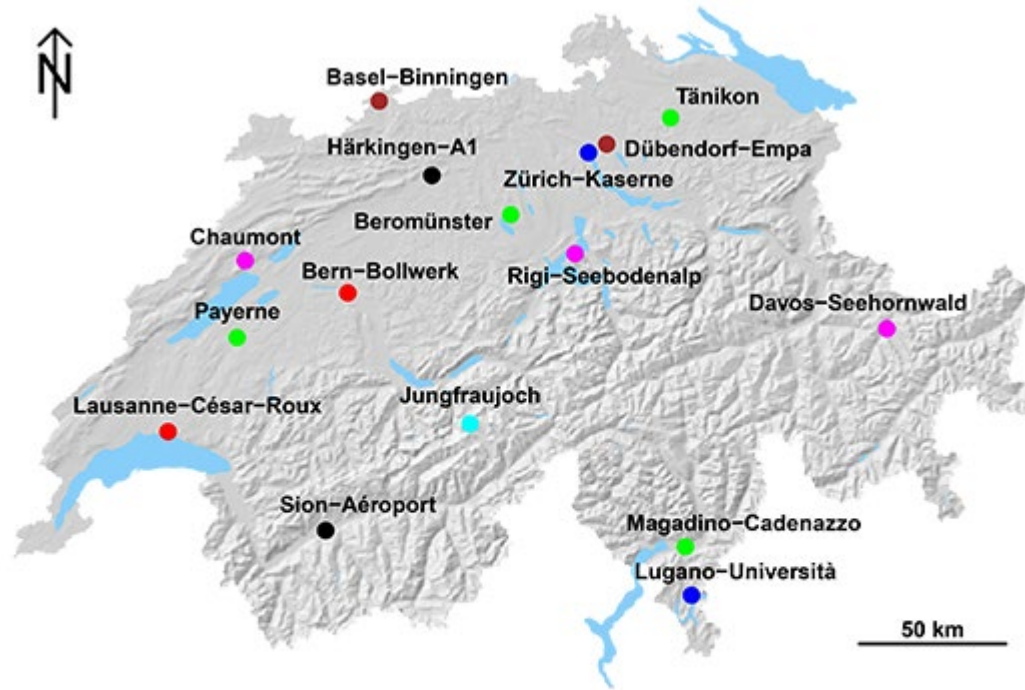 N
Basel−Binningen
Tänikon
Härkingen−A1
Dübendorf−Empa
Zürich−Kaserne
Beromünster
Chaumont
Bern−Bollwerk
Rigi−Seebodenalp
Davos−Seehornwald
Payerne
Jungfraujoch
Lausanne−César−Roux
Sion−Aéroport
Magadino−Cadenazzo
Lugano−Università
50 km